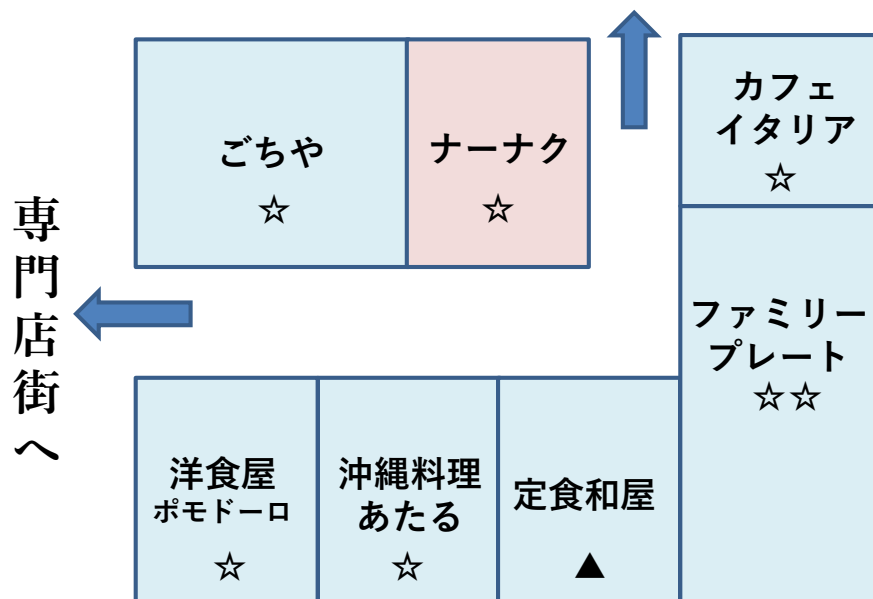 ごちや
☆
ナーナク
☆
カフェ
イタリア
☆
専門店街へ
ファミリー
プレート
☆☆
洋食屋
ポモドーロ
☆
沖縄料理
あたる
☆
定食和屋
▲